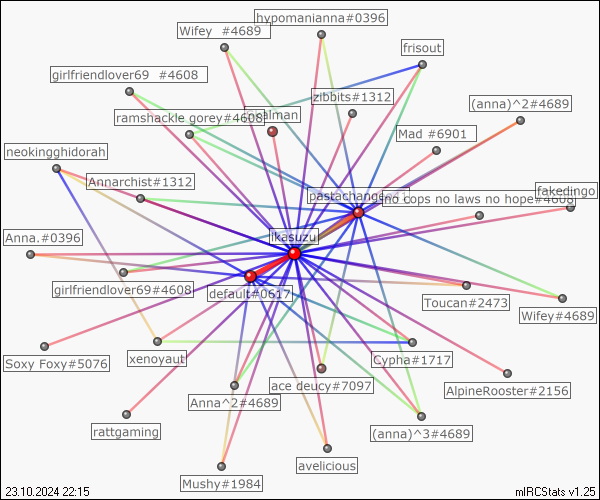 hypomanianna#0396
Wifey #4689
frisout
girlfriendlover69 #4608
zibbits#1312
(anna)^2#4689
ramshackle gorey#4608
Mad #6901
neokingghidorah
Annarchist#1312
no cops no laws no hope#4608
fakedingo
ikasuzu
Anna.#0396
girlfriendlover69#4608
default#0617
Toucan#2473
Wifey#4689
Soxy Foxy#5076
xenoyaut
Cypha#1717
ace deucy#7097
AlpineRooster#2156
Anna^2#4689
rattgaming
(anna)^3#4689
avelicious
Mushy#1984
23.10.2024 22:15
mIRCStats v1.25